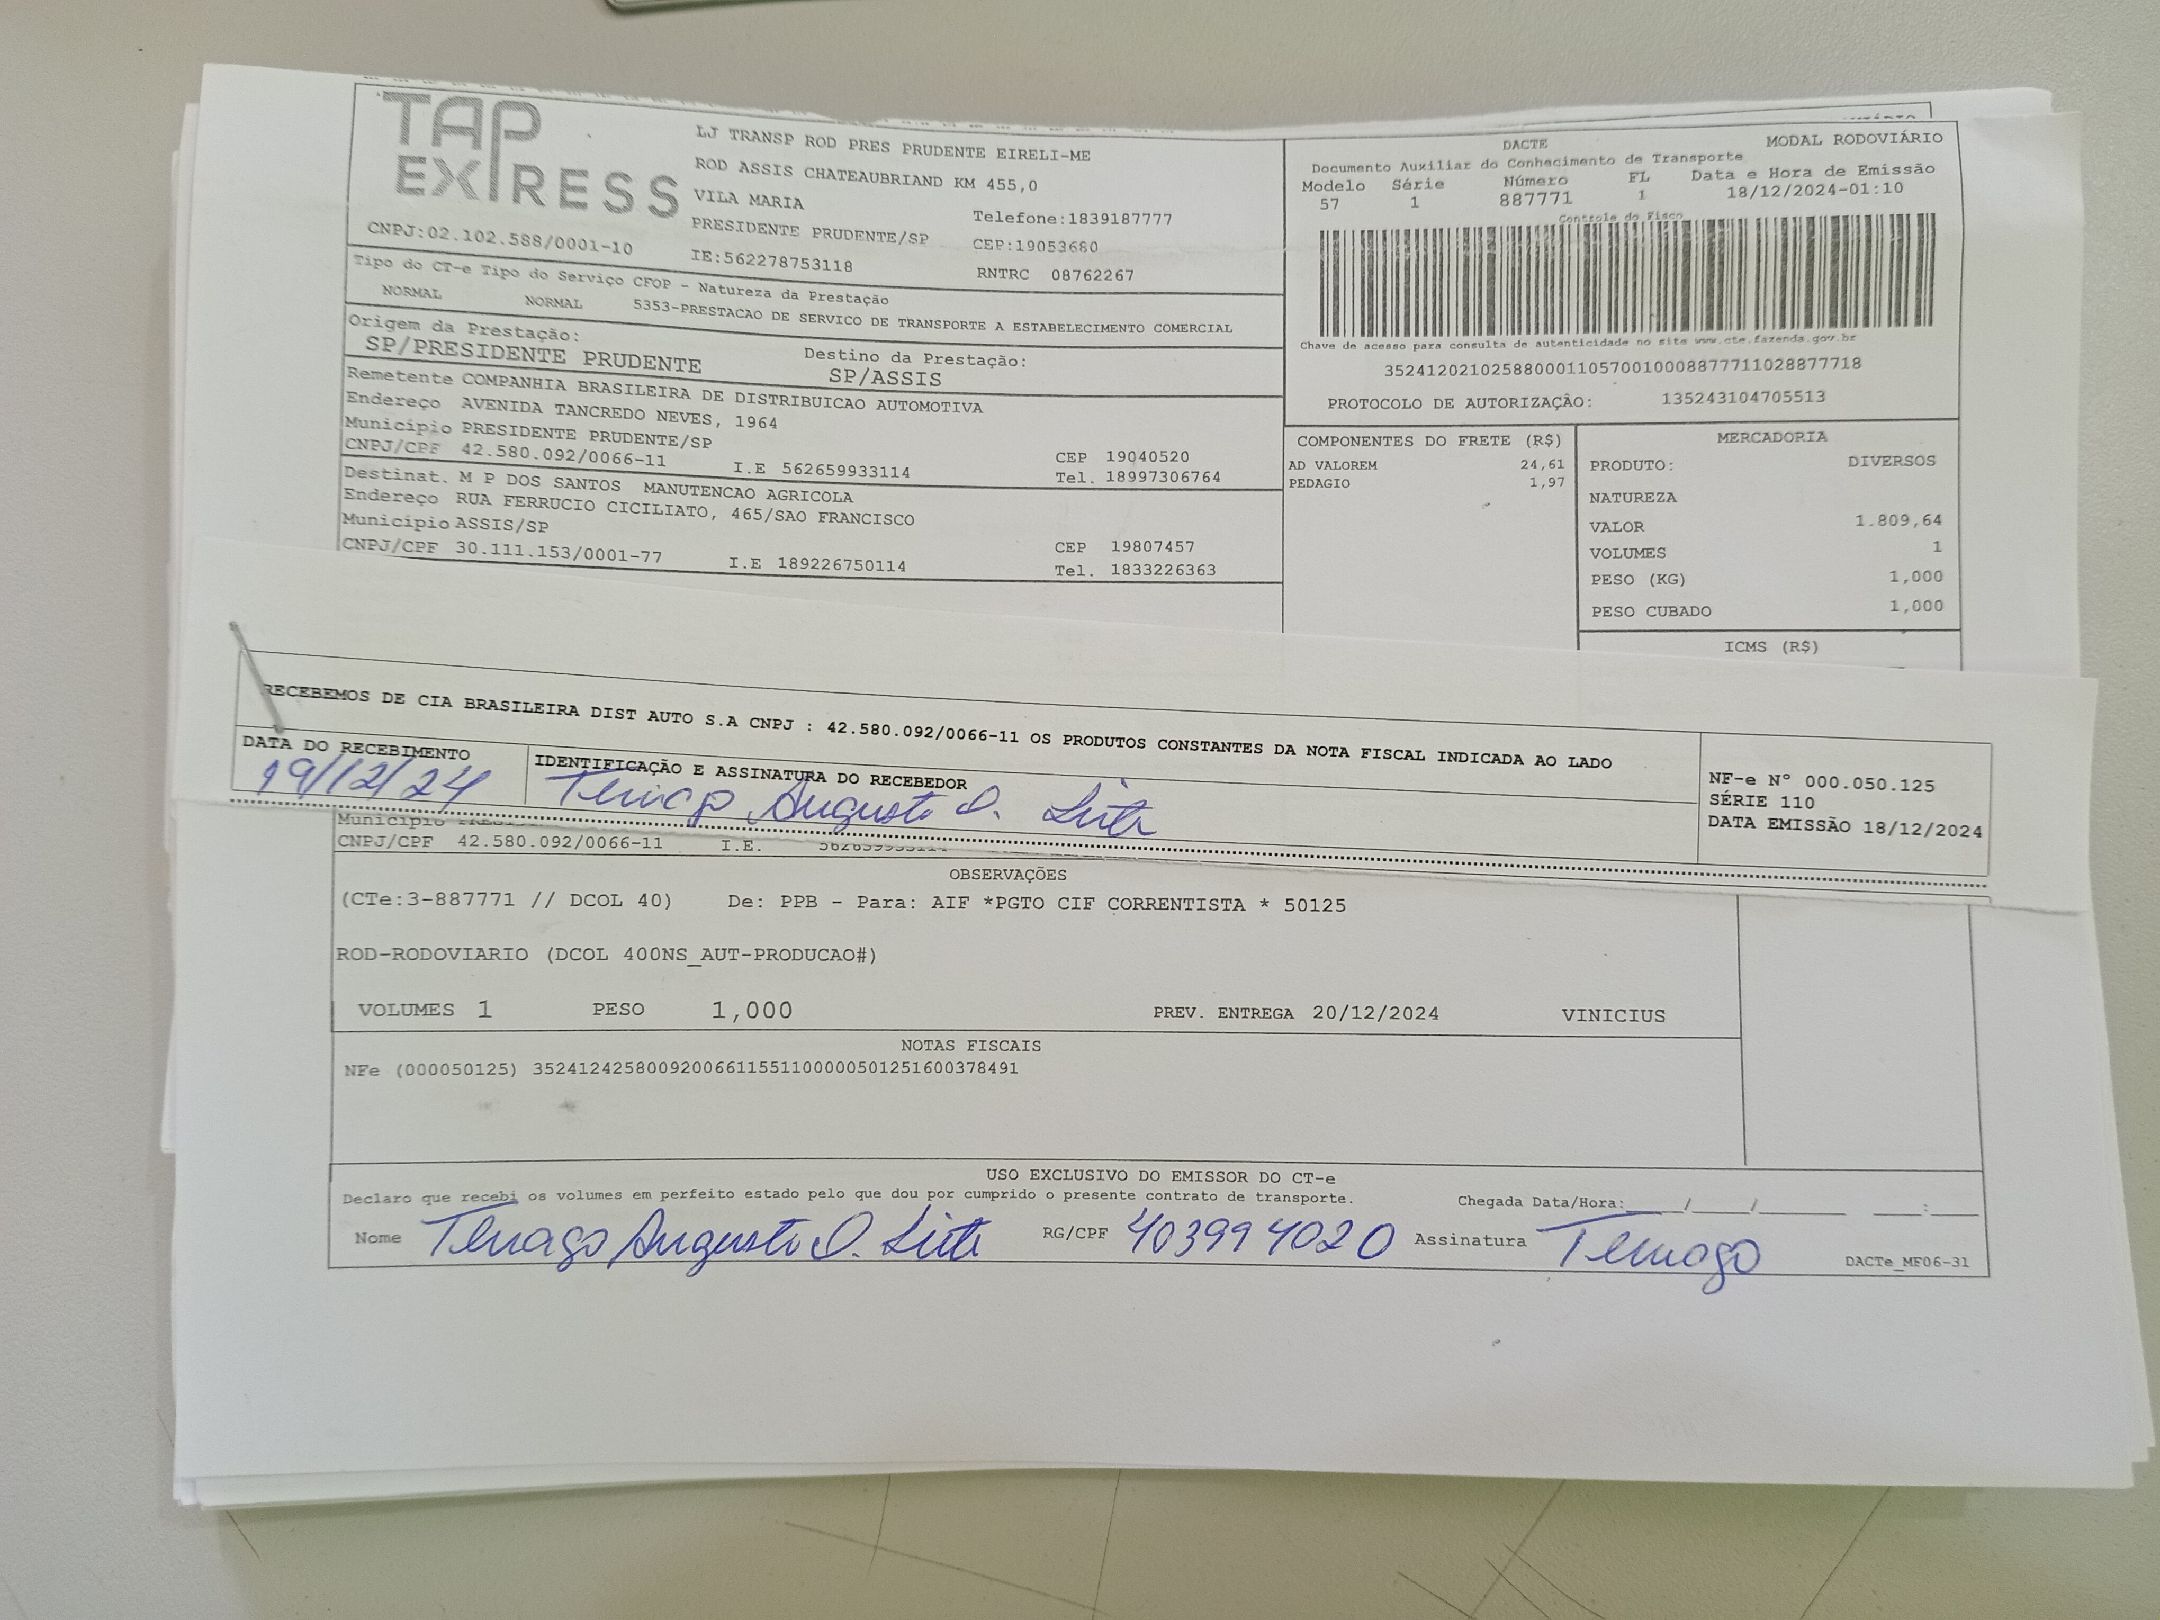 TAP EXPRESS
LJ TRANSP ROD PRES PRUDENTE EIRELI-ME
ROD ASSIS CHATEAUBRIAND KM 455,0
VILA MARIA
PRESIDENTE PRUDENTE/SP
Telefone:1839187777
CEP:19053680
CNPJ:02.102.588/0001-10
IE:562278753118
RNTRC 08762267
DACTE
MODAL RODOVIÁRIO
Documento Auxiliar do Conhecimento de Transporte
Modelo Série Número FL Data e Hora de Emissão
57 1 887771 1 18/12/2024-01:10
Controle do Fisco
Chave de acesso para consulta de autenticidade no site www.cte.fazenda.gov.br
35241202102588000110570010008877711028877718
PROTOCOLO DE AUTORIZAÇÃO: 135243104705513
Tipo do CT-e Tipo do Serviço CFOP - Natureza da Prestação
NORMAL NORMAL 5353-PRESTACAO DE SERVICO DE TRANSPORTE A ESTABELECIMENTO COMERCIAL
Origem da Prestação:
SP/PRESIDENTE PRUDENTE
Destino da Prestação:
SP/ASSIS
Remetente COMPANHIA BRASILEIRA DE DISTRIBUICAO AUTOMOTIVA
Endereço AVENIDA TANCREDO NEVES, 1964
Município PRESIDENTE PRUDENTE/SP
CEP 19040520
CNPJ/CPF 42.580.092/0066-11 I.E 562659933114 Tel. 18997306764
Destinat. M P DOS SANTOS MANUTENCAO AGRICOLA
Endereço RUA FERRUCIO CICILIATO, 465/SAO FRANCISCO
Município ASSIS/SP
CEP 19807457
CNPJ/CPF 30.111.153/0001-77 I.E 189226750114 Tel. 1833226363
COMPONENTES DO FRETE (R$)
AD VALOREM 24,61
PEDAGIO 1,97
MERCADORIA
PRODUTO: DIVERSOS
NATUREZA
VALOR 1.809,64
VOLUMES 1
PESO (KG) 1,000
PESO CUBADO 1,000
ICMS (R$)
RECEBEMOS DE CIA BRASILEIRA DIST AUTO S.A CNPJ : 42.580.092/0066-11 OS PRODUTOS CONSTANTES DA NOTA FISCAL INDICADA AO LADO
DATA DO RECEBIMENTO
19/12/24
IDENTIFICAÇÃO E ASSINATURA DO RECEBEDOR
Augusto O.
NF-e N° 000.050.125
SÉRIE 110
DATA EMISSÃO 18/12/2024
Município
CNPJ/CPF 42.580.092/0066-11 I.E. 562659933114
OBSERVAÇÕES
(CTe:3-887771 // DCOL 40) De: PPB - Para: AIF *PGTO CIF CORRENTISTA * 50125
ROD-RODOVIARIO (DCOL 400NS_AUT-PRODUCAO#)
VOLUMES 1 PESO 1,000 PREV. ENTREGA 20/12/2024 VINICIUS
NOTAS FISCAIS
NFe (000050125) 35241242580092006611551100000501251600378491
USO EXCLUSIVO DO EMISSOR DO CT-e
Declaro que recebi os volumes em perfeito estado pelo que dou por cumprido o presente contrato de transporte.
Chegada Data/Hora: / / :
Nome Augusto O. RG/CPF 403994020 Assinatura
DACTe_MF06-31